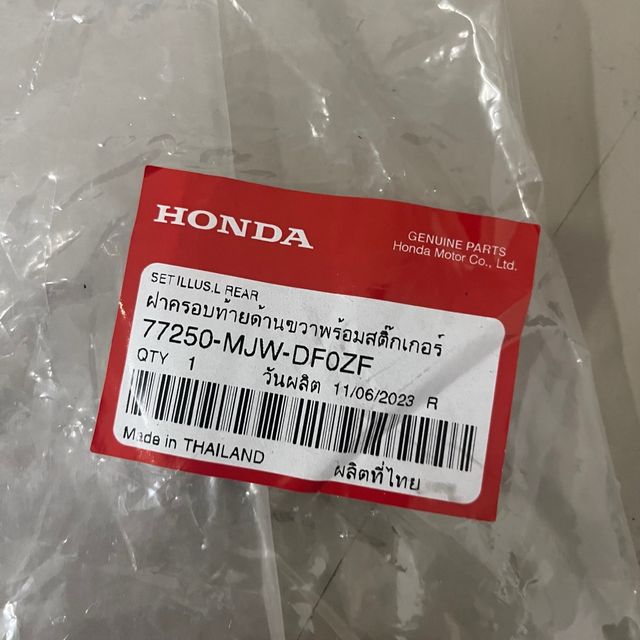 HONDA
GENUINE PARTS
Honda Motor Co., Ltd.
SET ILLUS.L REAR
ฝาครอบท้ายด้านขวาพร้อมสติ๊กเกอร์
77250-MJW-DF0ZF
QTY 1 วันผลิต 11/06/2023 R
Made in THAILAND ผลิตที่ไทย